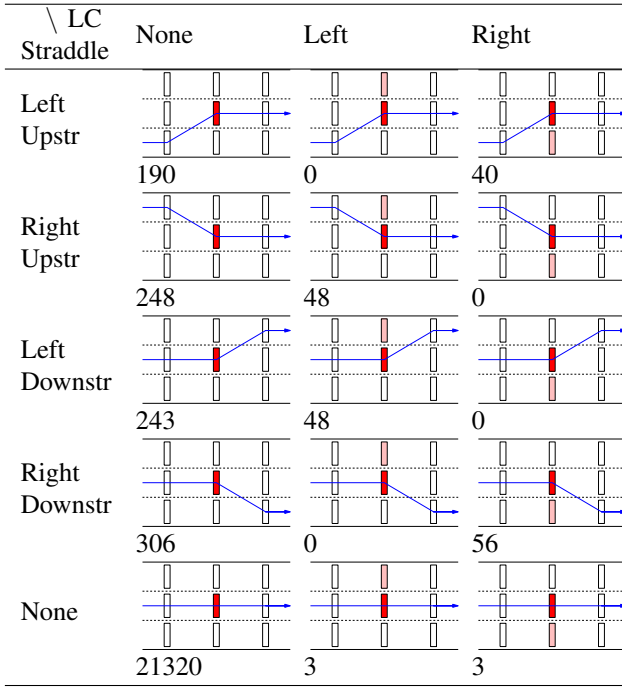 \ LC
Straddle None Left Right
Left
Upstr
190 0 40
Right
Upstr
248 48 0
Left
Downstr
243 48 0
Right
Downstr
306 0 56
None
21320 3 3